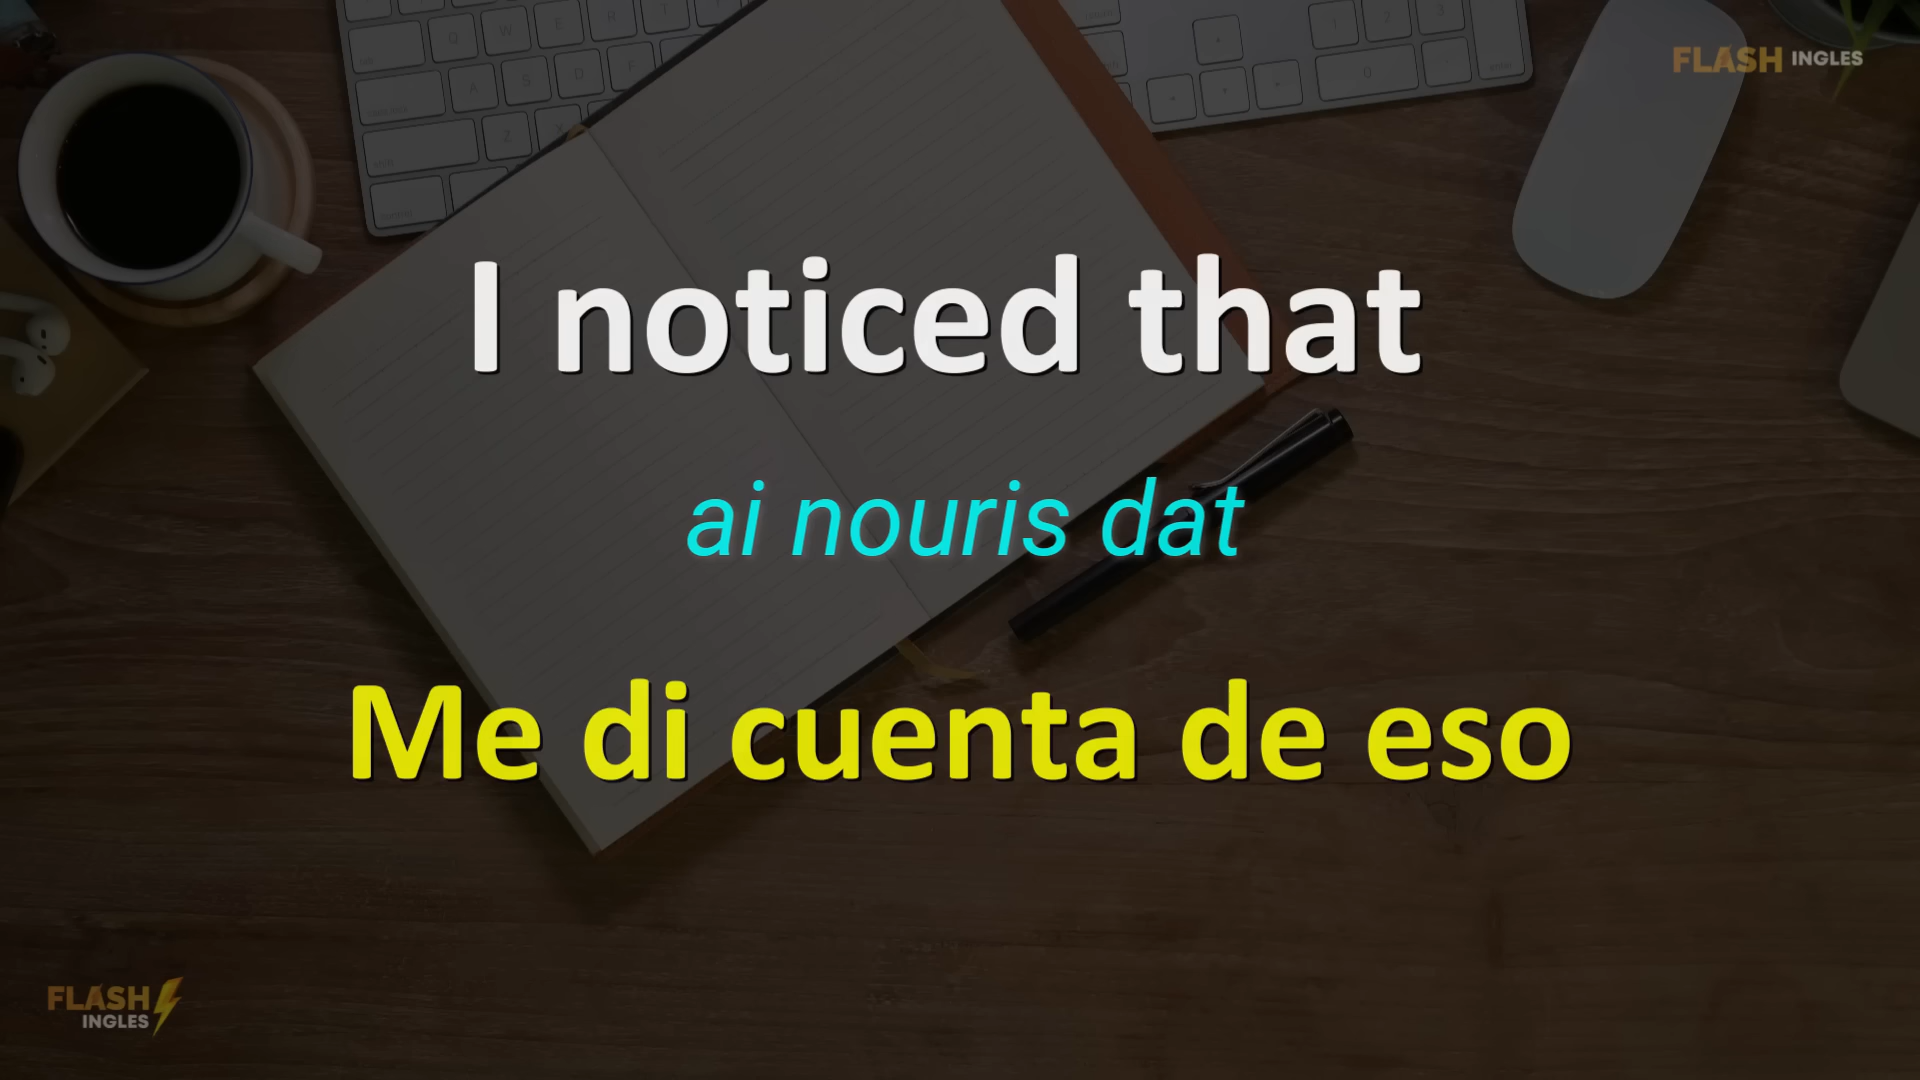 FLASH INGLES
I noticed that
ai nouris dat
Me di cuenta de eso
FLASH
INGLES